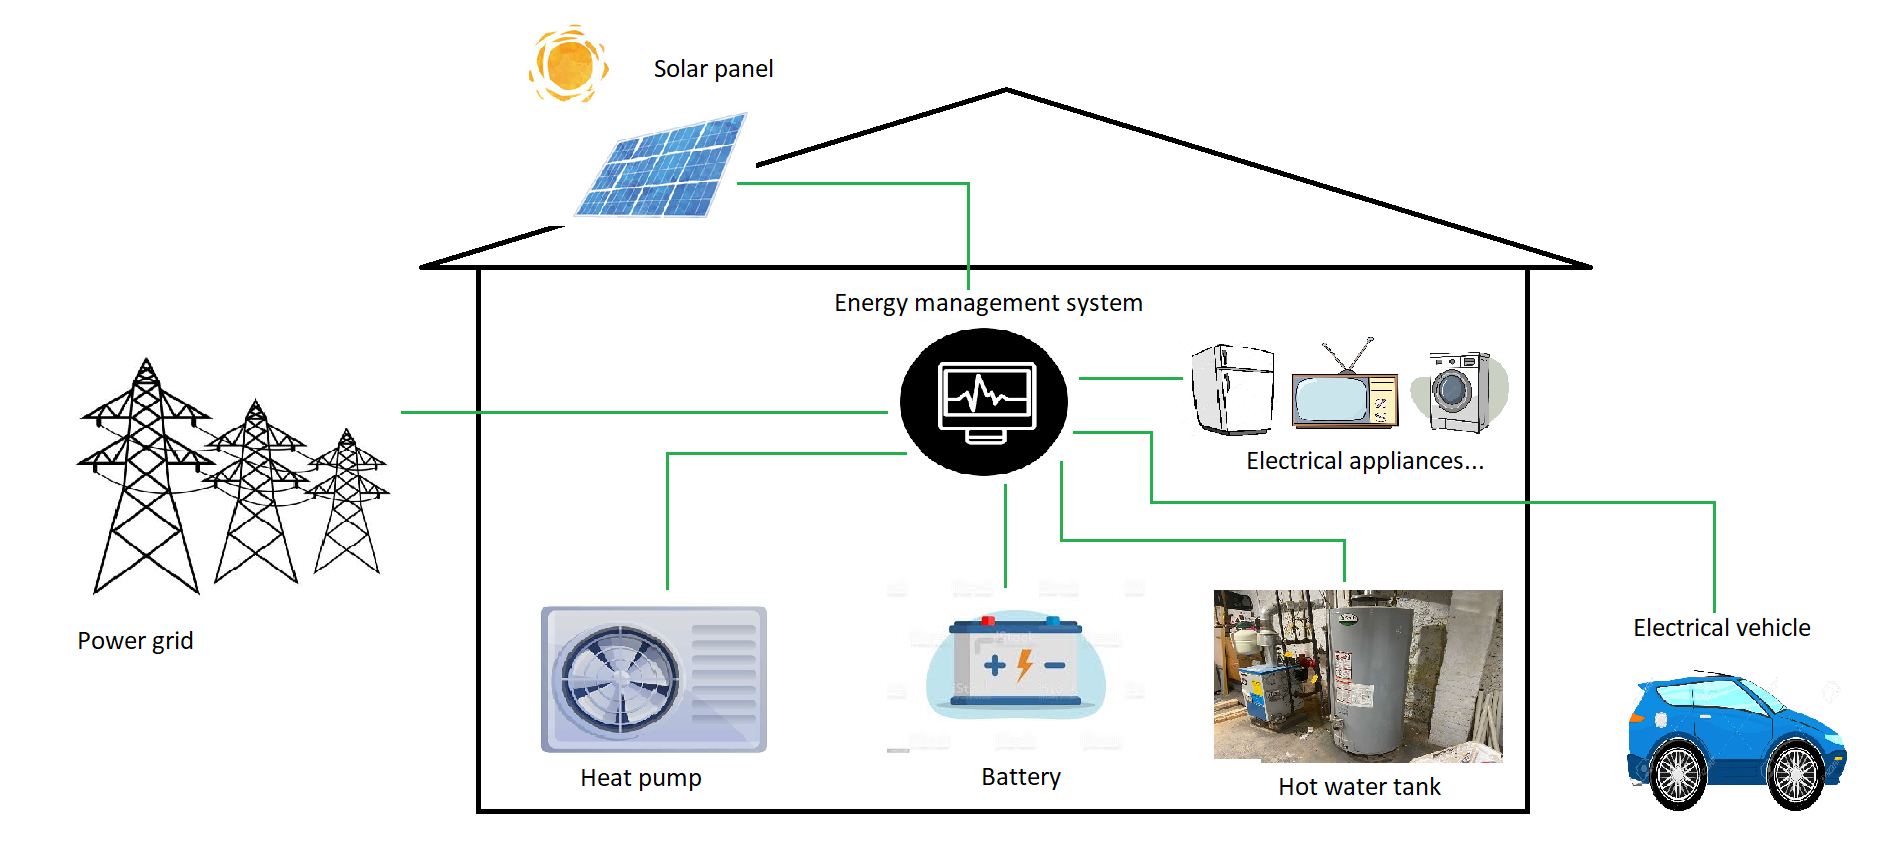 Solar panel
Energy management system
Electrical appliances...
Power grid
Electrical vehicle
Heat pump
Battery
Hot water tank